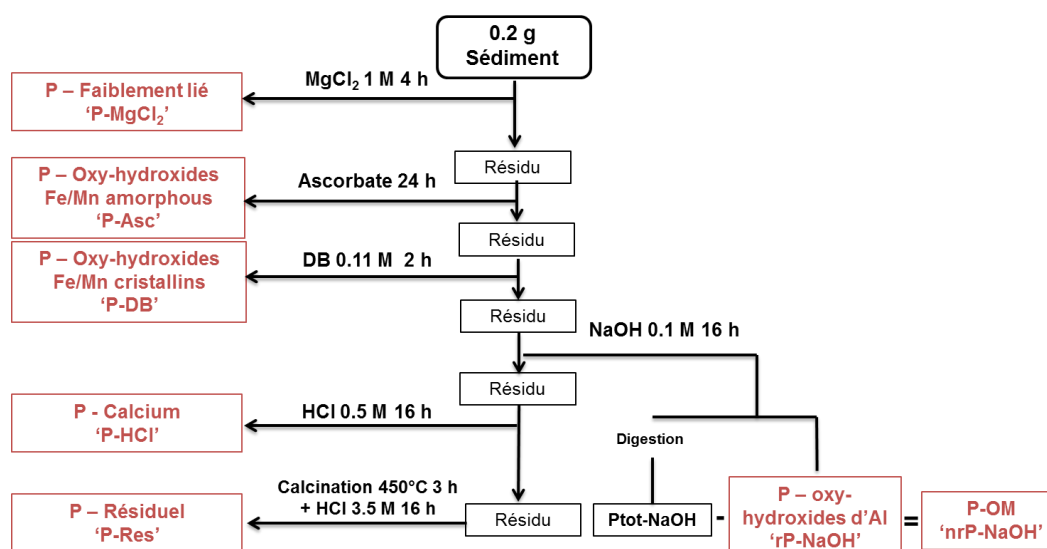 0.2 g
Sédiment
MgCl₂ 1 M 4 h
P – Faiblement lié
‘P-MgCl₂’
Résidu
Ascorbate 24 h
P – Oxy-hydroxides
Fe/Mn amorphous
‘P-Asc’
Résidu
DB 0.11 M 2 h
P – Oxy-hydroxides
Fe/Mn cristallins
‘P-DB’
Résidu
NaOH 0.1 M 16 h
Résidu
HCl 0.5 M 16 h
P - Calcium
‘P-HCl’
Digestion
Calcination 450°C 3 h
+ HCl 3.5 M 16 h
P – Résiduel
‘P-Res’
Résidu
Ptot-NaOH
-
P – oxy-
hydroxides d’Al
‘rP-NaOH’
=
P-OM
‘nrP-NaOH’